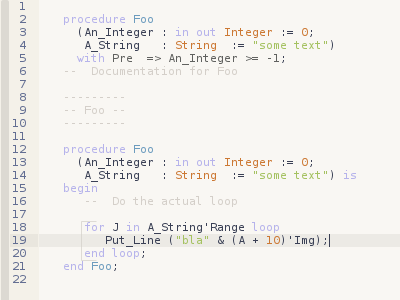 1
2 procedure Foo
3 (An_Integer : in out Integer := 0;
4 A_String : String := "some text")
5 with Pre => An_Integer >= -1;
6 -- Documentation for Foo
7
8 ---------
9 -- Foo --
10 ---------
11
12 procedure Foo
13 (An_Integer : in out Integer := 0;
14 A_String : String := "some text") is
15 begin
16 -- Do the actual loop
17
18 for J in A_String'Range loop
19 Put_Line ("bla" & (A + 10)'Img);
20 end loop;
21 end Foo;
22